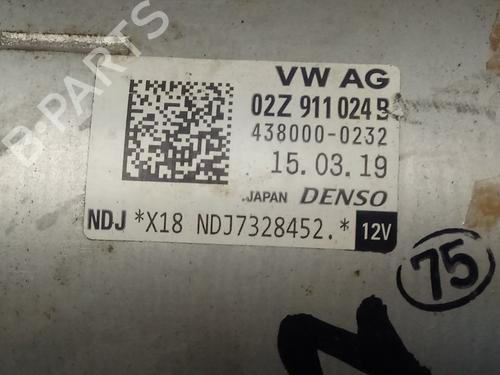 B-PARTS
VW AG
02Z 911 024 B
438000-0232
15.03.19
JAPAN DENSO
NDJ *X18 NDJ7328452.* 12V
75